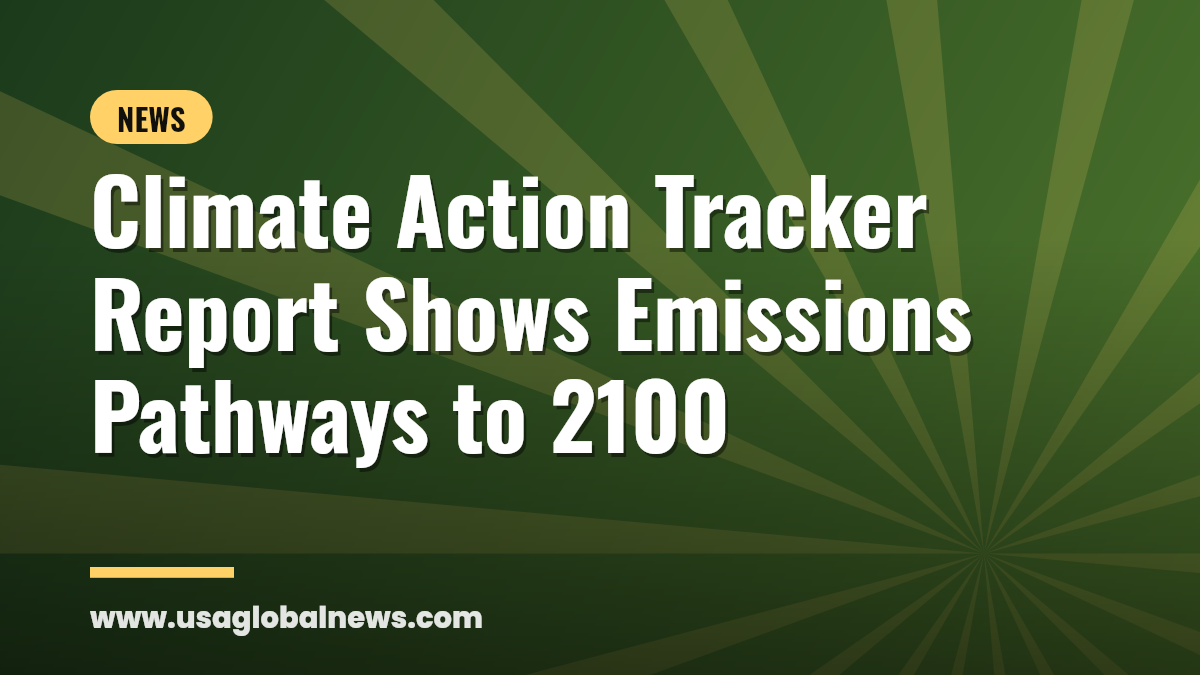 NEWS
Climate Action Tracker
Report Shows Emissions
Pathways to 2100
www.usaglobalnews.com